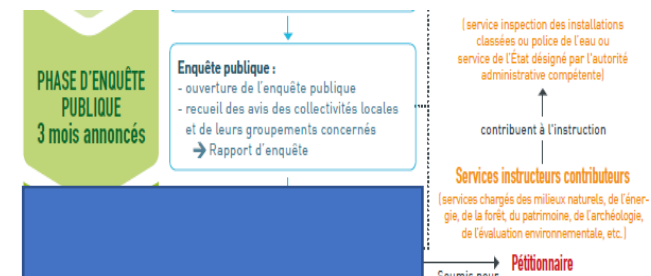 PHASE D'ENQUÊTE
PUBLIQUE
3 mois annoncés
Enquête publique :
- ouverture de l'enquête publique
- recueil des avis des collectivités locales
et de leurs groupements concernés
➔ Rapport d'enquête
(service inspection des installations
classées ou police de l'eau ou
service de l'État désigné par l'autorité
administrative compétente)
contribuent à l'instruction
Services instructeurs contributeurs
(services chargés des milieux naturels, de l'éner-
gie, de la forêt, du patrimoine, de l'archéologie,
de l'évaluation environnementale, etc.)
Pétitionnaire
Soumis pour